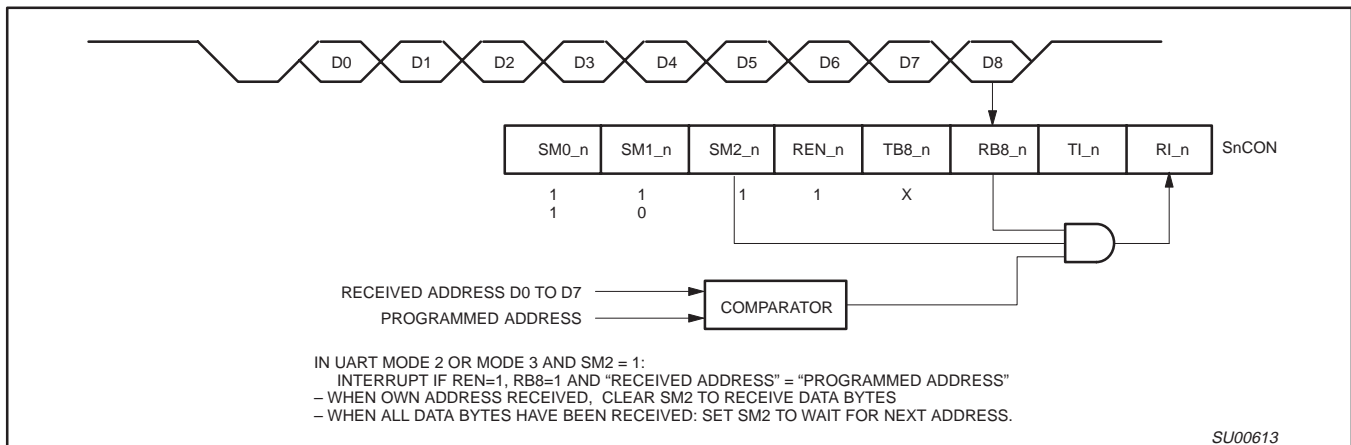 D0 D1 D2 D3 D4 D5 D6 D7 D8
SM0_n SM1_n SM2_n REN_n TB8_n RB8_n TI_n RI_n SnCON
1 1 1 1 X
1 0
RECEIVED ADDRESS D0 TO D7
COMPARATOR
PROGRAMMED ADDRESS
IN UART MODE 2 OR MODE 3 AND SM2 = 1:
INTERRUPT IF REN=1, RB8=1 AND “RECEIVED ADDRESS” = “PROGRAMMED ADDRESS”
– WHEN OWN ADDRESS RECEIVED, CLEAR SM2 TO RECEIVE DATA BYTES
– WHEN ALL DATA BYTES HAVE BEEN RECEIVED: SET SM2 TO WAIT FOR NEXT ADDRESS.
SU00613